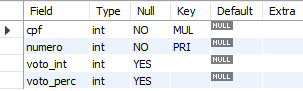 Field Type Null Key Default Extra
cpf int NO MUL NULL
numero int NO PRI NULL
voto_int int YES NULL
voto_perc int YES NULL